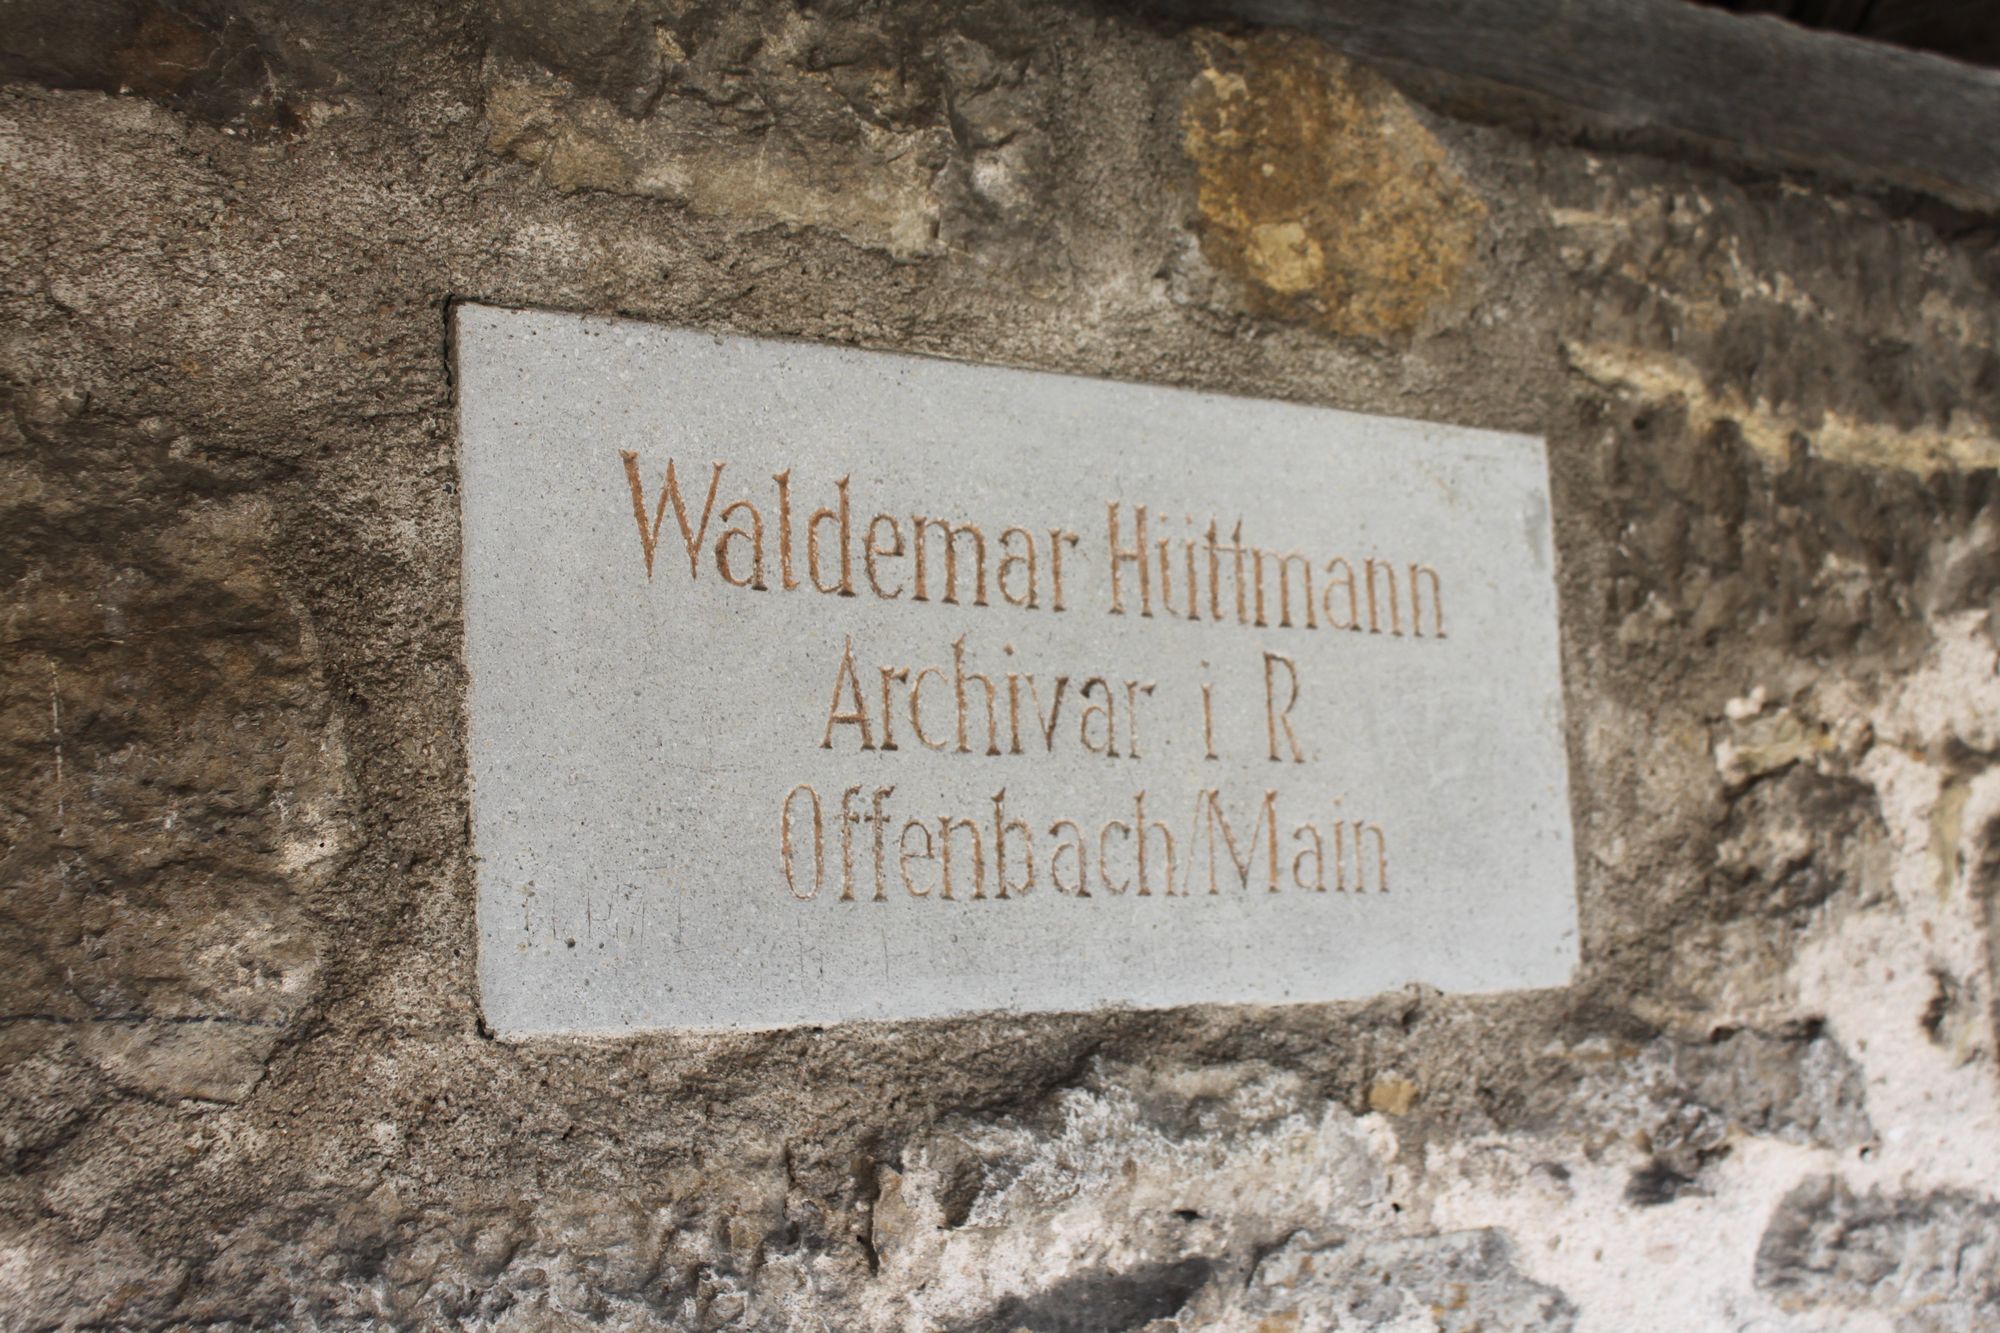 Waldemar Hüttmann
Archivar i R.
Offenbach/Main